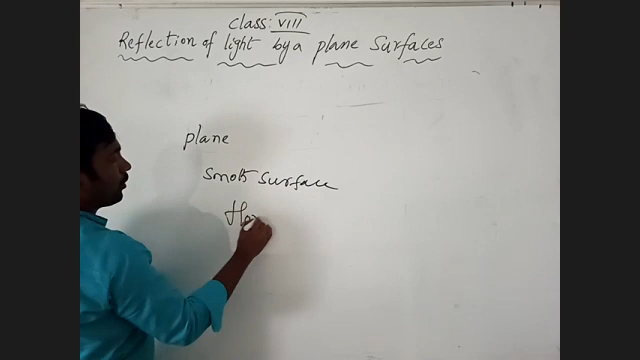 class: VIII
Reflection of light by a plane Surfaces
plane
smoth surface